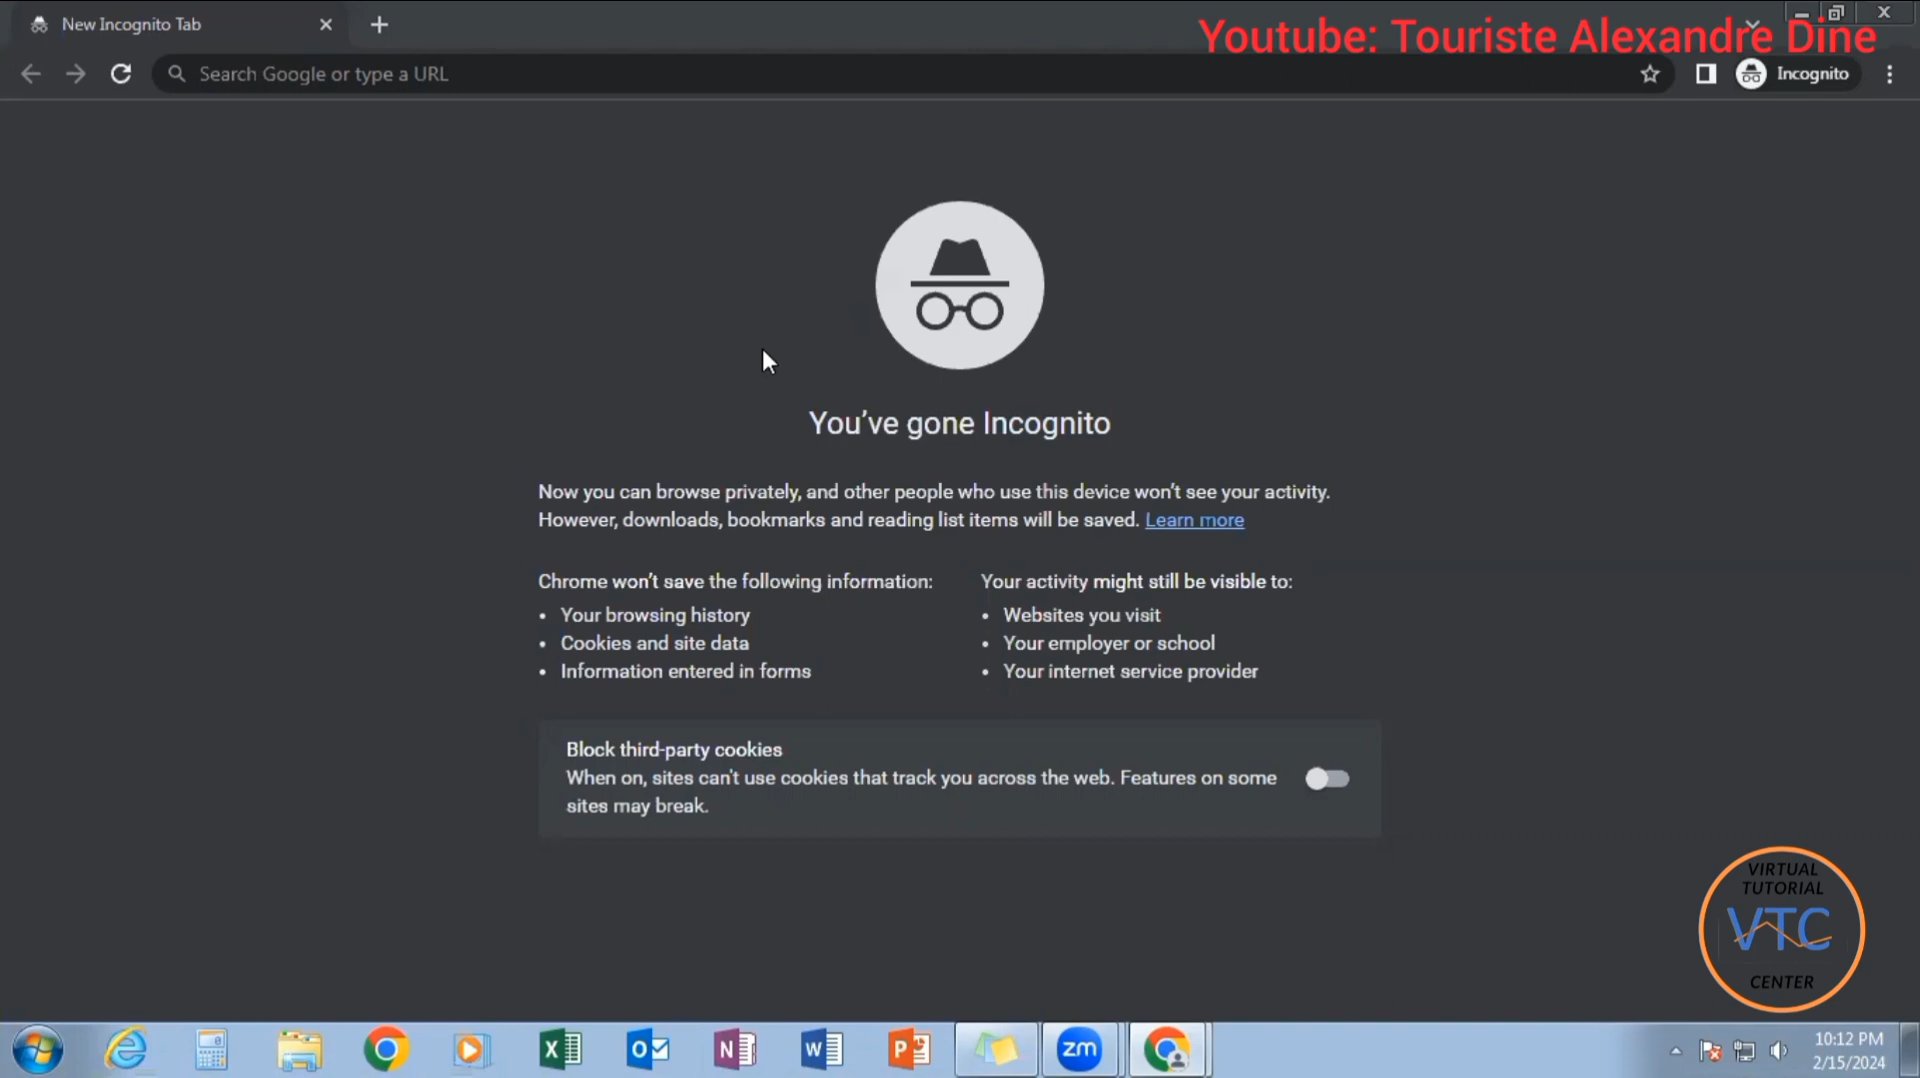 New Incognito Tab
Youtube: Touriste Alexandre Dine
Search Google or type a URL
Incognito
You've gone Incognito
Now you can browse privately, and other people who use this device won't see your activity.
However, downloads, bookmarks and reading list items will be saved. Learn more
Chrome won't save the following information:
• Your browsing history
• Cookies and site data
• Information entered in forms
Your activity might still be visible to:
• Websites you visit
• Your employer or school
• Your internet service provider
Block third-party cookies
When on, sites can't use cookies that track you across the web. Features on some
sites may break.
VIRTUAL
TUTORIAL
VTC
CENTER
zm
10:12 PM
2/15/2024